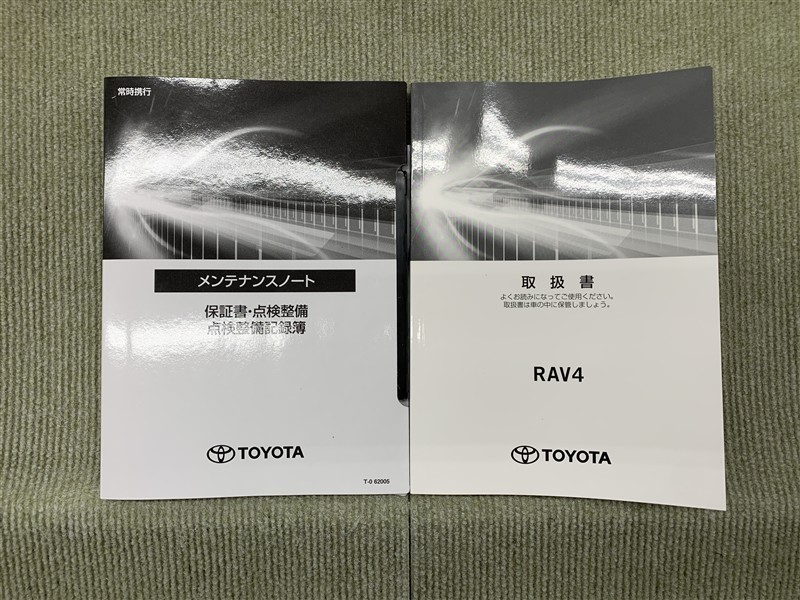 常時携行
メンテナンスノート
保証書・点検整備
点検整備記録簿
TOYOTA
T-0 62005
取扱書
よくお読みになってご使用ください。
取扱書は車の中に保管しましょう。
RAV4
TOYOTA